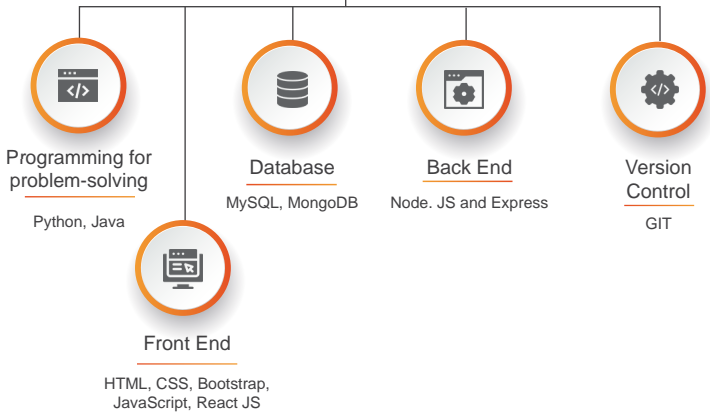 Programming for
problem-solving
Python, Java
Front End
HTML, CSS, Bootstrap,
JavaScript, React JS
Database
MySQL, MongoDB
Back End
Node. JS and Express
Version
Control
GIT